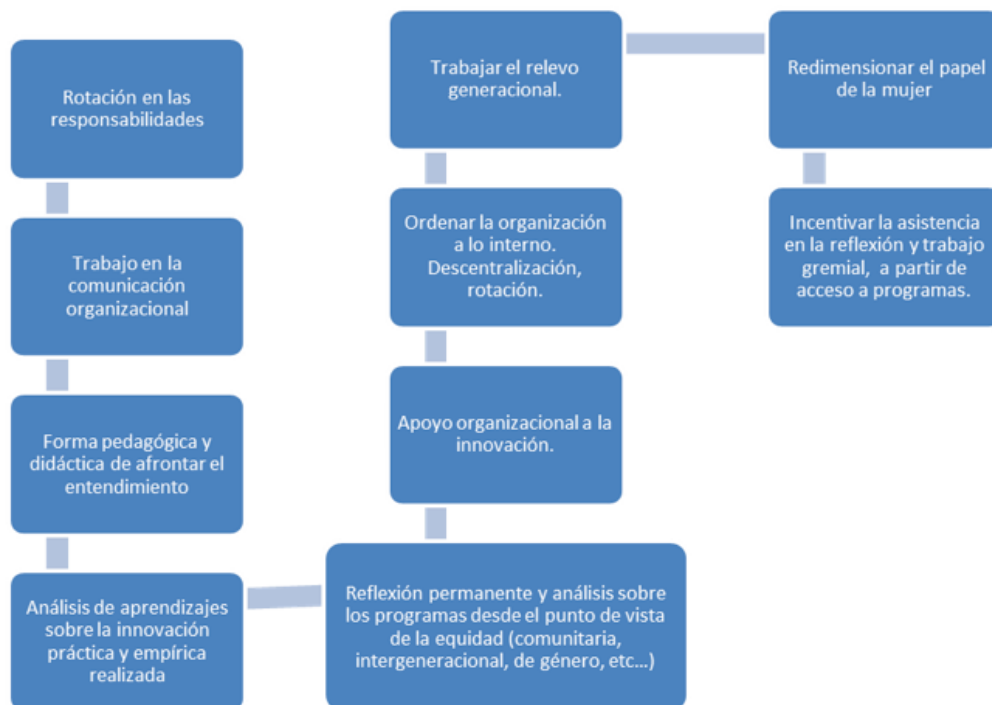 Rotación en las
responsabilidades
Trabajo en la
comunicación
organizacional
Forma pedagógica y
didáctica de afrontar el
entendimiento
Análisis de aprendizajes
sobre la innovación
práctica y empírica
realizada
Reflexión permanente y análisis sobre
los programas desde el punto de vista
de la equidad (comunitaria,
intergeneracional, de género, etc...)
Apoyo organizacional a la
innovación.
Ordenar la organización
a lo interno.
Descentralización,
rotación.
Trabajar el relevo
generacional.
Redimensionar el papel
de la mujer
Incentivar la asistencia
en la reflexión y trabajo
gremial,  a partir de
acceso a programas.